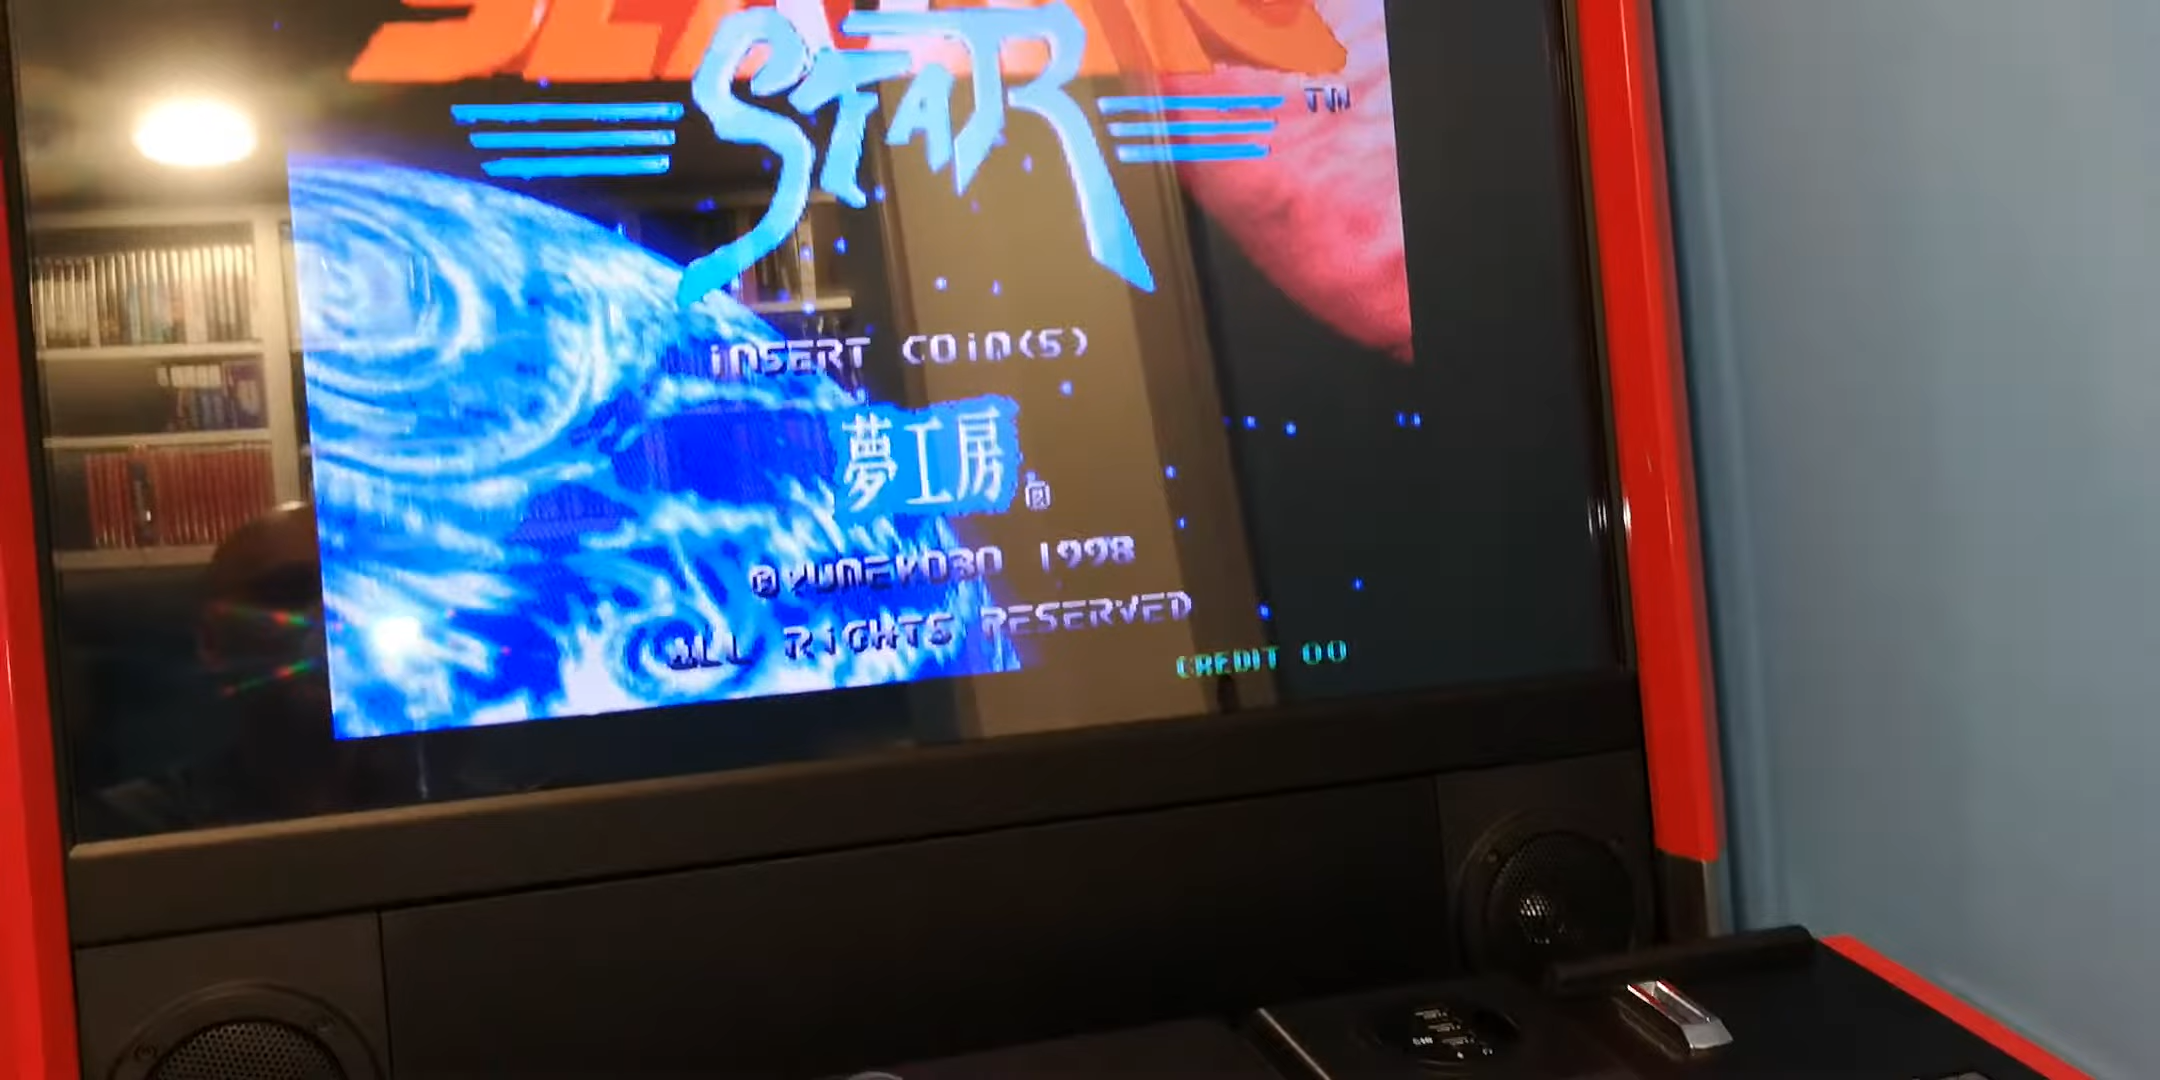 STAR
TM
iNSERT COiN(S)
夢工房
©YUMEKOBO 1998
ALL RiGHTS RESERVED
CREDIT 00